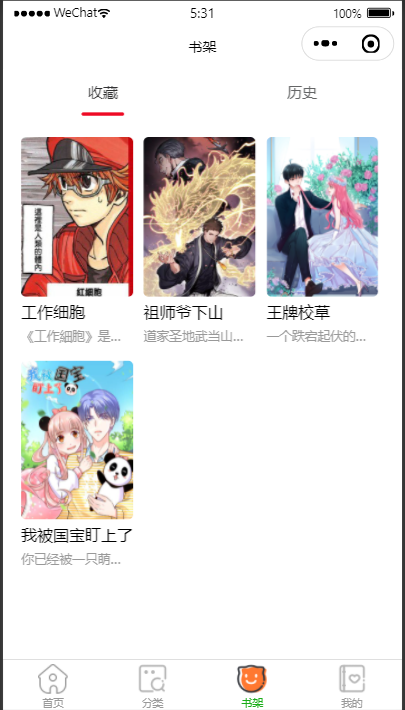 WeChat
5:31
100%
书架
收藏
历史
這裡是人類的體內
紅細胞
工作细胞
祖师爷下山
王牌校草
《工作細胞》是...
道家圣地武当山...
一个跌宕起伏的...
我被国宝盯上了
我被国宝盯上了
你已经被一只萌...
首页
分类
书架
我的